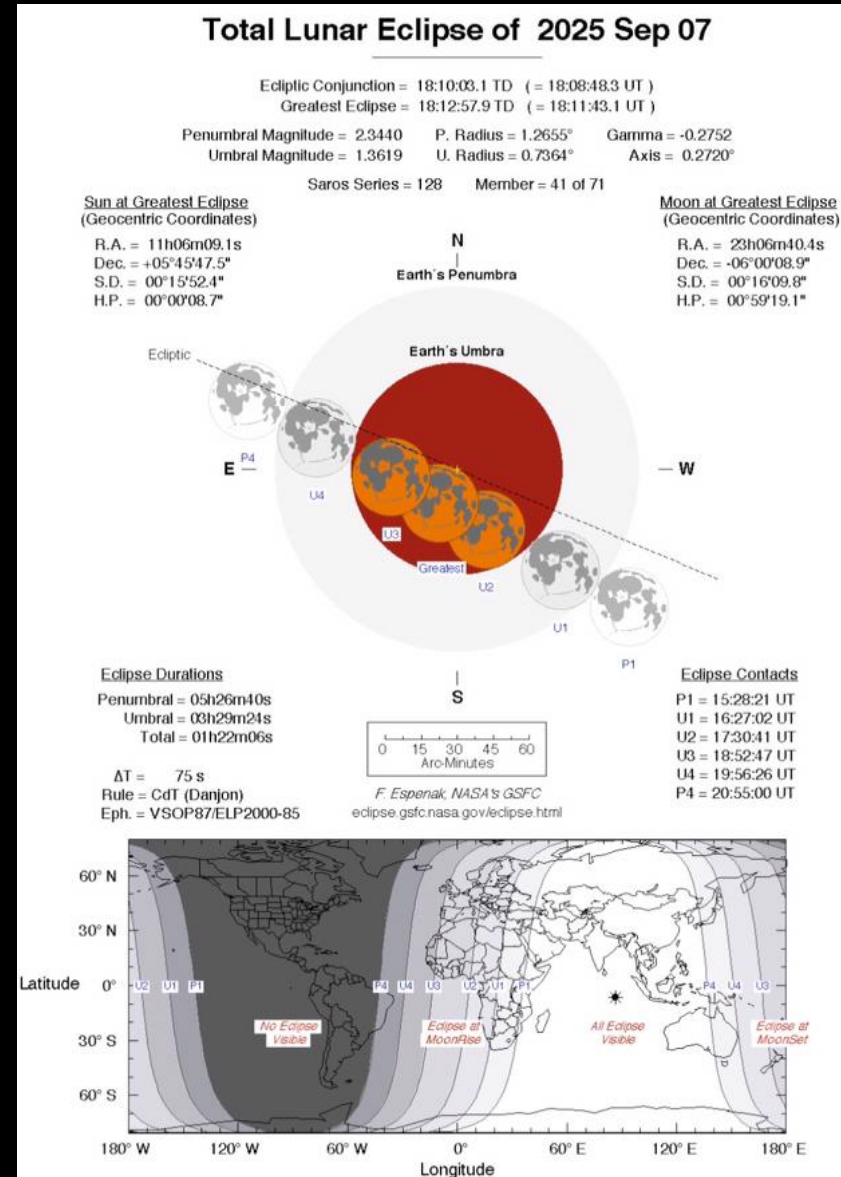 Total Lunar Eclipse of 2025 Sep 07
Ecliptic Conjunction = 18:10:03.1 TD ( = 18:08:48.3 UT )
Greatest Eclipse = 18:12:57.9 TD ( = 18:11:43.1 UT )
Penumbral Magnitude = 2.3440 P. Radius = 1.2655° Gamma = -0.2752
Umbral Magnitude = 1.3619 U. Radius = 0.7364° Axis = 0.2720°
Saros Series = 128 Member = 41 of 71
Sun at Greatest Eclipse
(Geocentric Coordinates)
R.A. = 11h06m09.1s
Dec. = +05°45'47.5"
S.D. = 00°15'52.4"
H.P. = 00°00'08.7"
Moon at Greatest Eclipse
(Geocentric Coordinates)
R.A. = 23h06m40.4s
Dec. = -06°00'08.9"
S.D. = 00°16'09.8"
H.P. = 00°59'19.1"
N
Earth's Penumbra
Earth's Umbra
Ecliptic
P4
E
W
U4
U3
Greatest
U2
U1
P1
S
Eclipse Durations
Penumbral = 05h26m40s
Umbral = 03h29m24s
Total = 01h22m06s
ΔT = 75 s
Rule = CdT (Danjon)
Eph. = VSOP87/ELP2000-85
0 15 30 45 60
Arc-Minutes
F. Espenak, NASA's GSFC
eclipse.gsfc.nasa.gov/eclipse.html
Eclipse Contacts
P1 = 15:28:21 UT
U1 = 16:27:02 UT
U2 = 17:30:41 UT
U3 = 18:52:47 UT
U4 = 19:56:26 UT
P4 = 20:55:00 UT
60° N
30° N
Latitude 0°
30° S
60° S
U2 U1 P1 P4 U4 U3 U2 U1 P1 P4 U4 U3
No Eclipse
Visible
Eclipse at
MoonRise
All Eclipse
Visible
Eclipse at
MoonSet
180° W 120° W 60° W 0° 60° E 120° E 180° E
Longitude